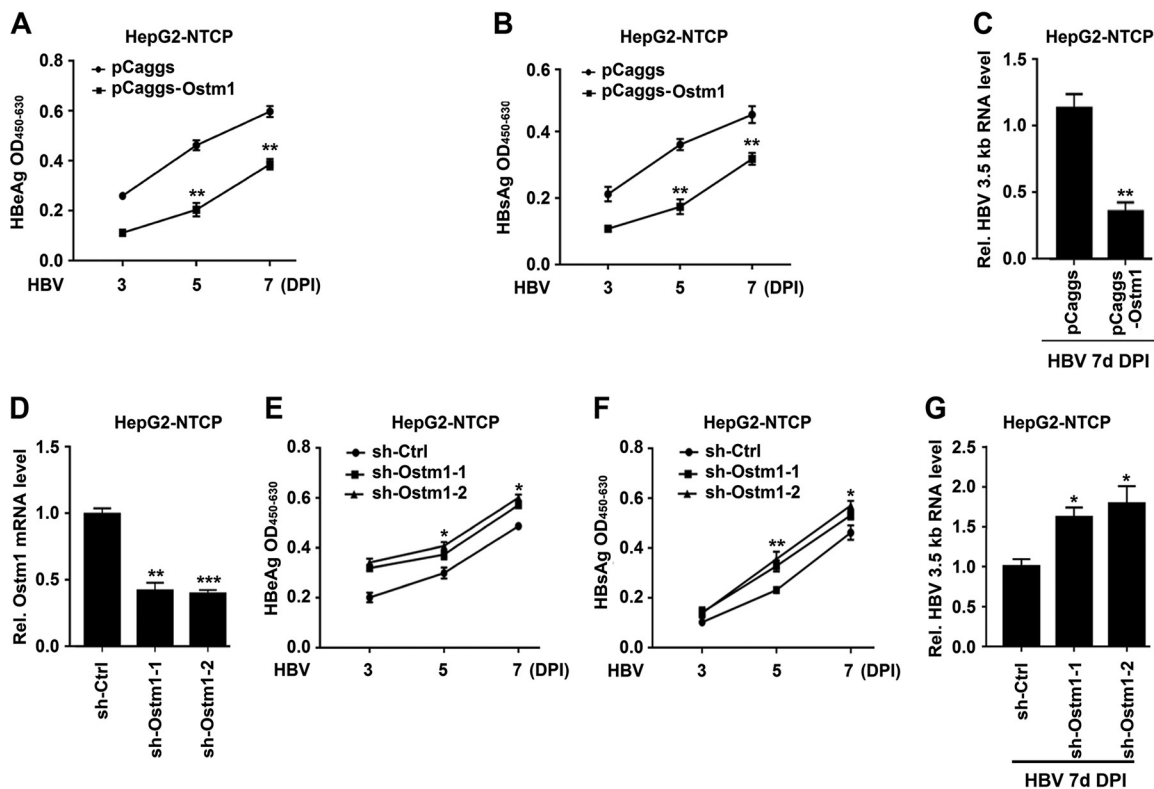 A
HepG2-NTCP
pCaggs
pCaggs-Ostm1
HBeAg OD450-630
0.8
0.6
0.4
0.2
0.0
**
**
HBV 3 5 7 (DPI)
B
HepG2-NTCP
pCaggs
pCaggs-Ostm1
HBsAg OD450-630
0.6
0.4
0.2
0.0
**
**
HBV 3 5 7 (DPI)
C
HepG2-NTCP
Rel. HBV 3.5 kb RNA level
1.5
1.0
0.5
0.0
**
pCaggs
pCaggs
-Ostm1
HBV 7d DPI
D
HepG2-NTCP
Rel. Ostm1 mRNA level
1.5
1.0
0.5
0.0
**
***
sh-Ctrl
sh-Ostm1-1
sh-Ostm1-2
E
HepG2-NTCP
sh-Ctrl
sh-Ostm1-1
sh-Ostm1-2
HBeAg OD450-630
0.8
0.6
0.4
0.2
0.0
*
*
HBV 3 5 7 (DPI)
F
HepG2-NTCP
sh-Ctrl
sh-Ostm1-1
sh-Ostm1-2
HBsAg OD450-630
0.8
0.6
0.4
0.2
0.0
**
*
HBV 3 5 7 (DPI)
G
HepG2-NTCP
Rel. HBV 3.5 kb RNA level
2.5
2.0
1.5
1.0
0.5
0.0
*
*
sh-Ctrl
sh-Ostm1-1
sh-Ostm1-2
HBV 7d DPI